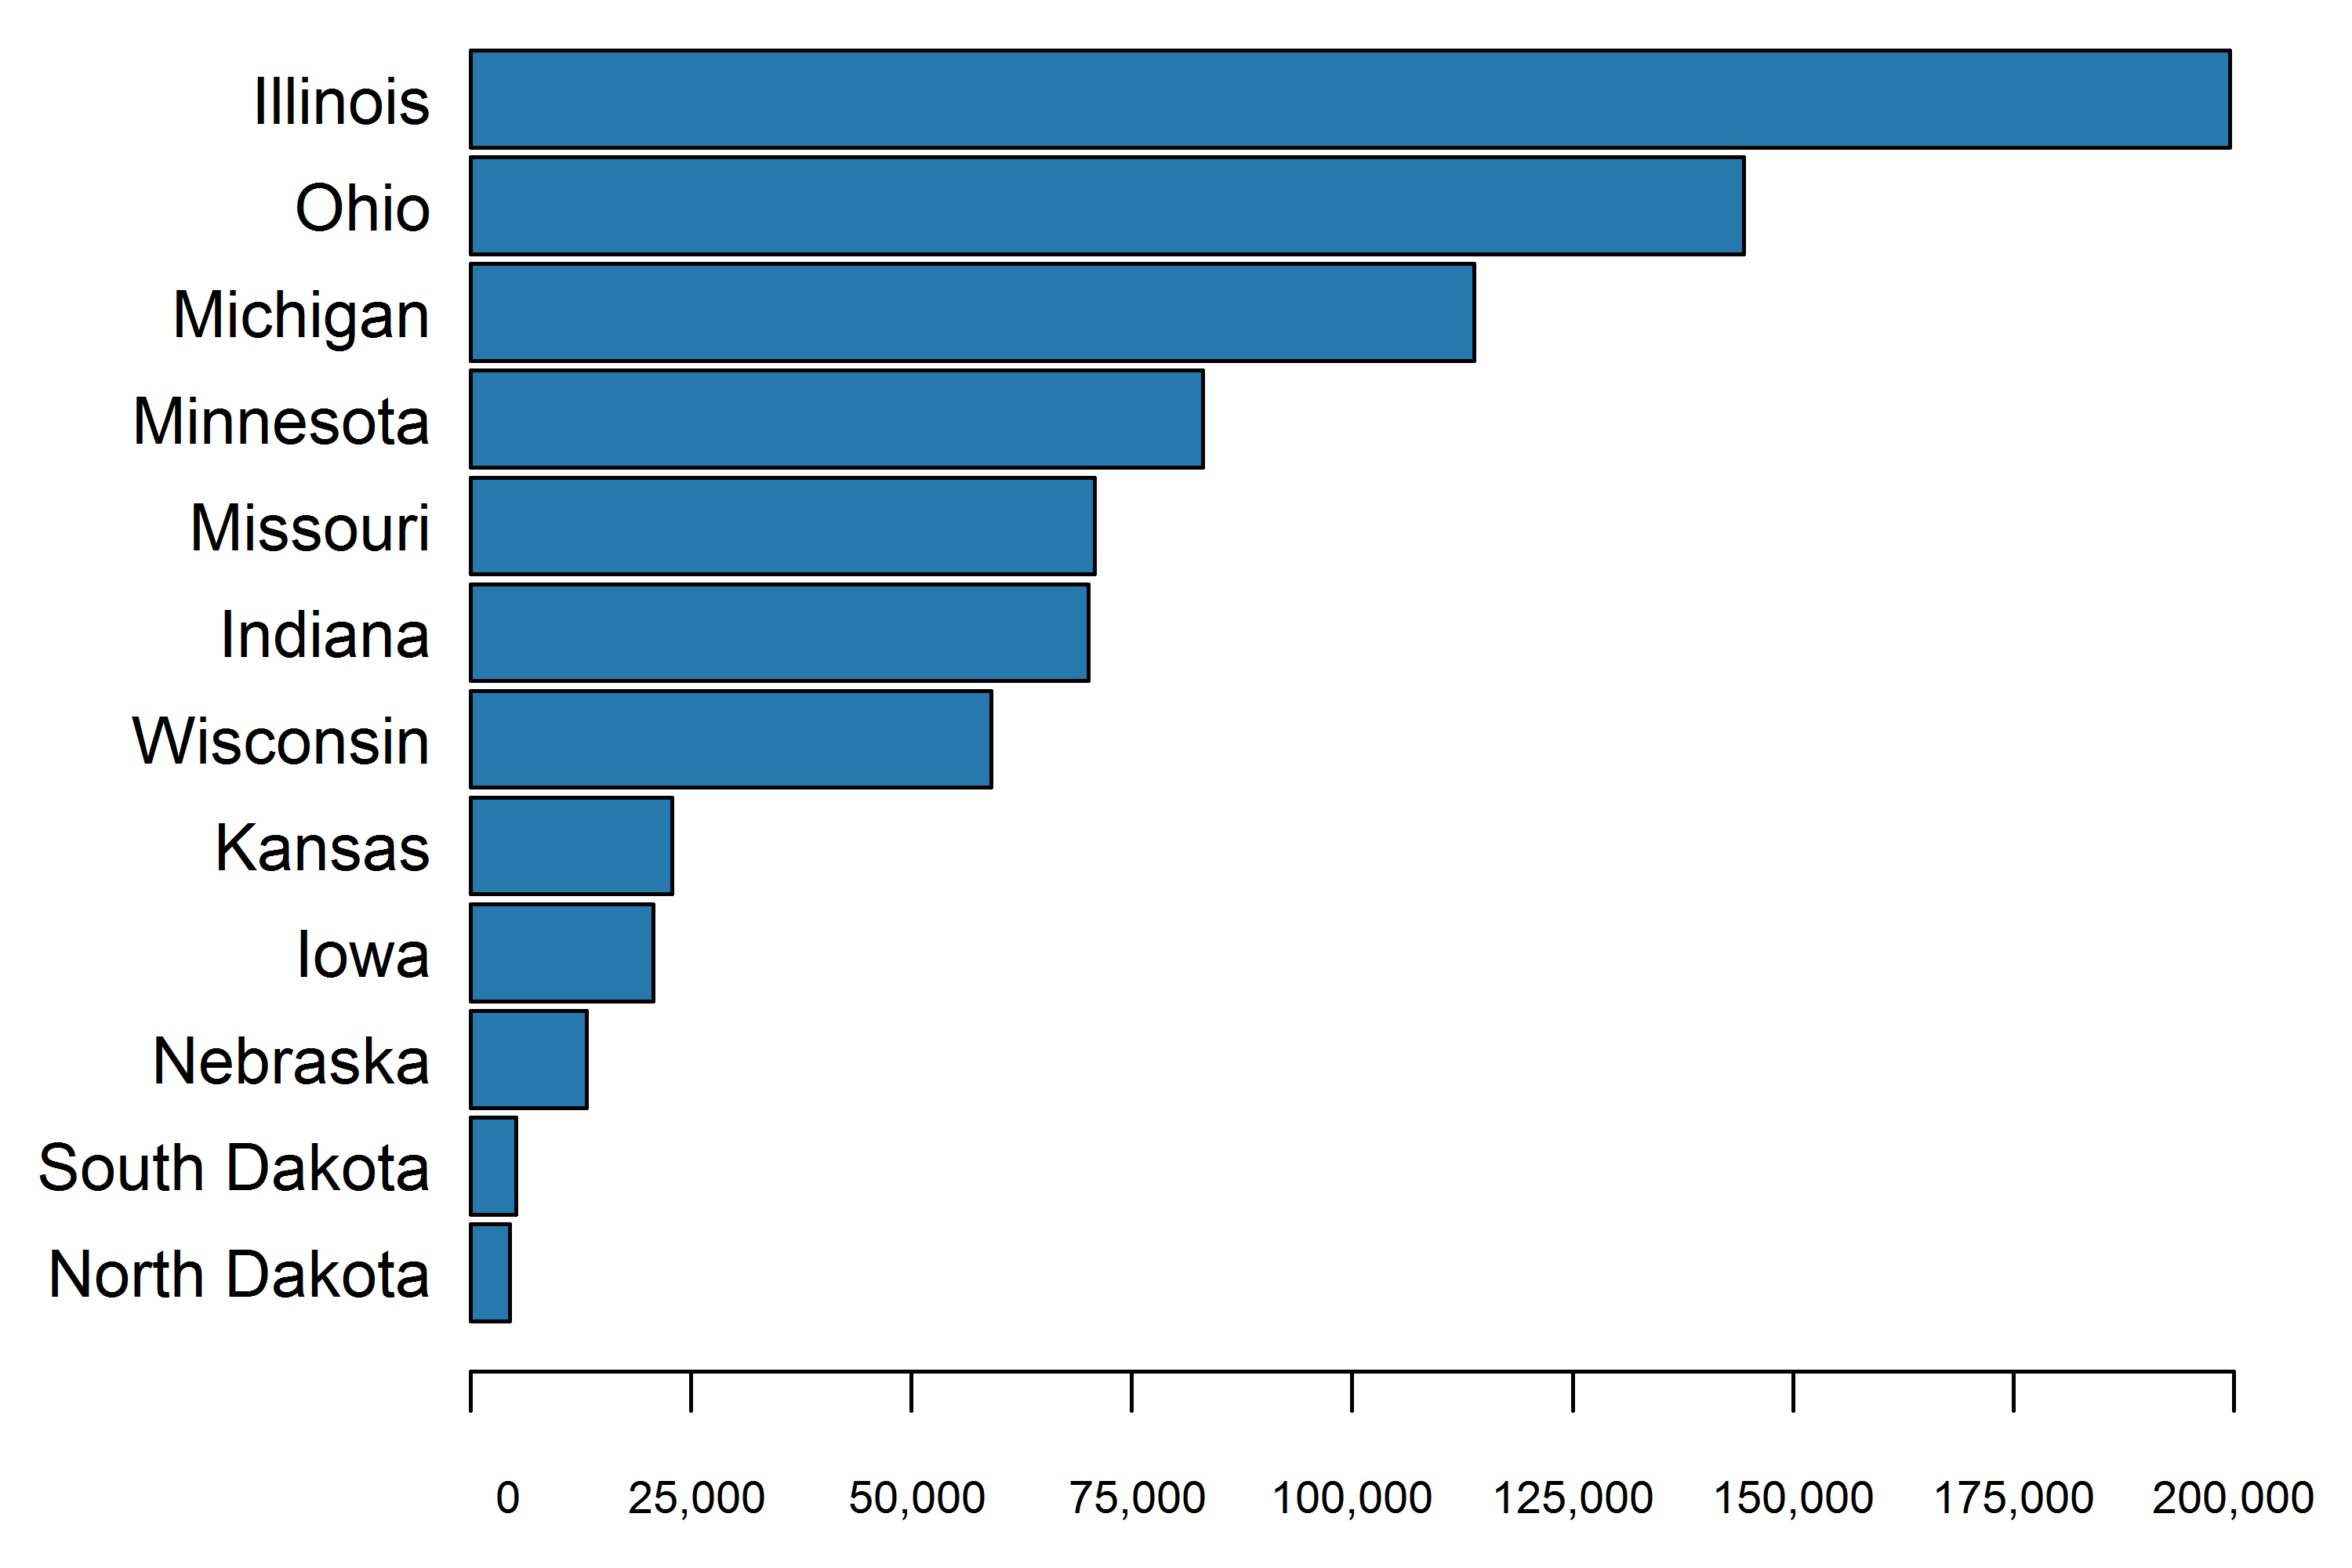 Illinois
Ohio
Michigan
Minnesota
Missouri
Indiana
Wisconsin
Kansas
Iowa
Nebraska
South Dakota
North Dakota
0 25,000 50,000 75,000 100,000 125,000 150,000 175,000 200,000